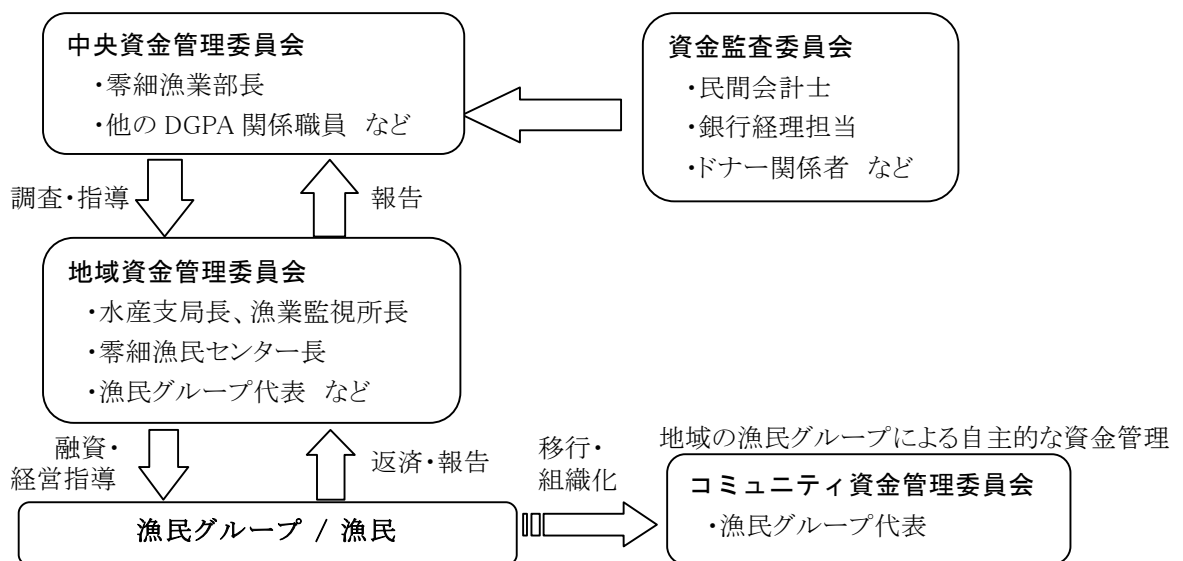 中央資金管理委員会
・零細漁業部長
・他の DGPA 関係職員 など
資金監査委員会
・民間会計士
・銀行経理担当
・ドナー関係者 など
調査・指導
報告
地域資金管理委員会
・水産支局長、漁業監視所長
・零細漁民センター長
・漁民グループ代表 など
融資・
経営指導
返済・報告
移行・
組織化
地域の漁民グループによる自主的な資金管理
コミュニティ資金管理委員会
・漁民グループ代表
漁民グループ / 漁民